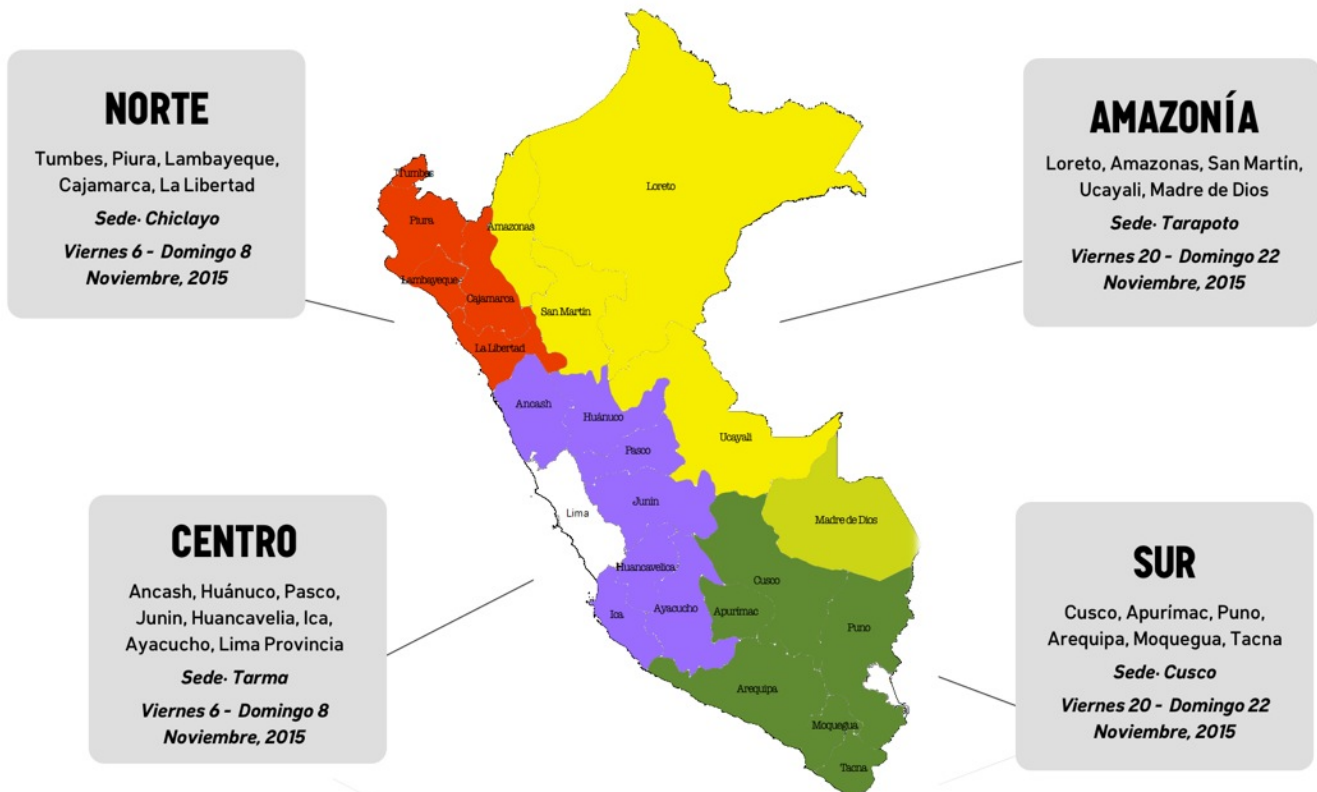 NORTE
Tumbes, Piura, Lambayeque,
Cajamarca, La Libertad
Sede· Chiclayo
Viernes 6 - Domingo 8
Noviembre, 2015
AMAZONÍA
Loreto, Amazonas, San Martín,
Ucayali, Madre de Dios
Sede· Tarapoto
Viernes 20 - Domingo 22
Noviembre, 2015
CENTRO
Ancash, Huánuco, Pasco,
Junin, Huancavelia, Ica,
Ayacucho, Lima Provincia
Sede· Tarma
Viernes 6 - Domingo 8
Noviembre, 2015
SUR
Cusco, Apurímac, Puno,
Arequipa, Moquegua, Tacna
Sede· Cusco
Viernes 20 - Domingo 22
Noviembre, 2015
Tumbes
Piura
Lambayeque
Cajamarca
La Libertad
Amazonas
Loreto
San Martín
Ancash
Huánuco
Pasco
Ucayali
Junín
Lima
Madre de Dios
Huancavelica
Cusco
Ica
Ayacucho
Apurímac
Puno
Arequipa
Moquegua
Tacna